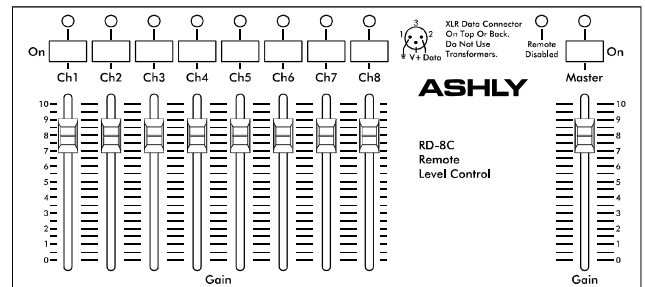 3
1 2
⏚ V+ Data
XLR Data Connector
On Top Or Back.
Do Not Use
Transformers.
Remote
Disabled
On
On
Ch1 Ch2 Ch3 Ch4 Ch5 Ch6 Ch7 Ch8
Master
ASHLY
RD-8C
Remote
Level Control
10
9
8
7
6
5
4
3
2
1
0
10
9
8
7
6
5
4
3
2
1
0
Gain
Gain